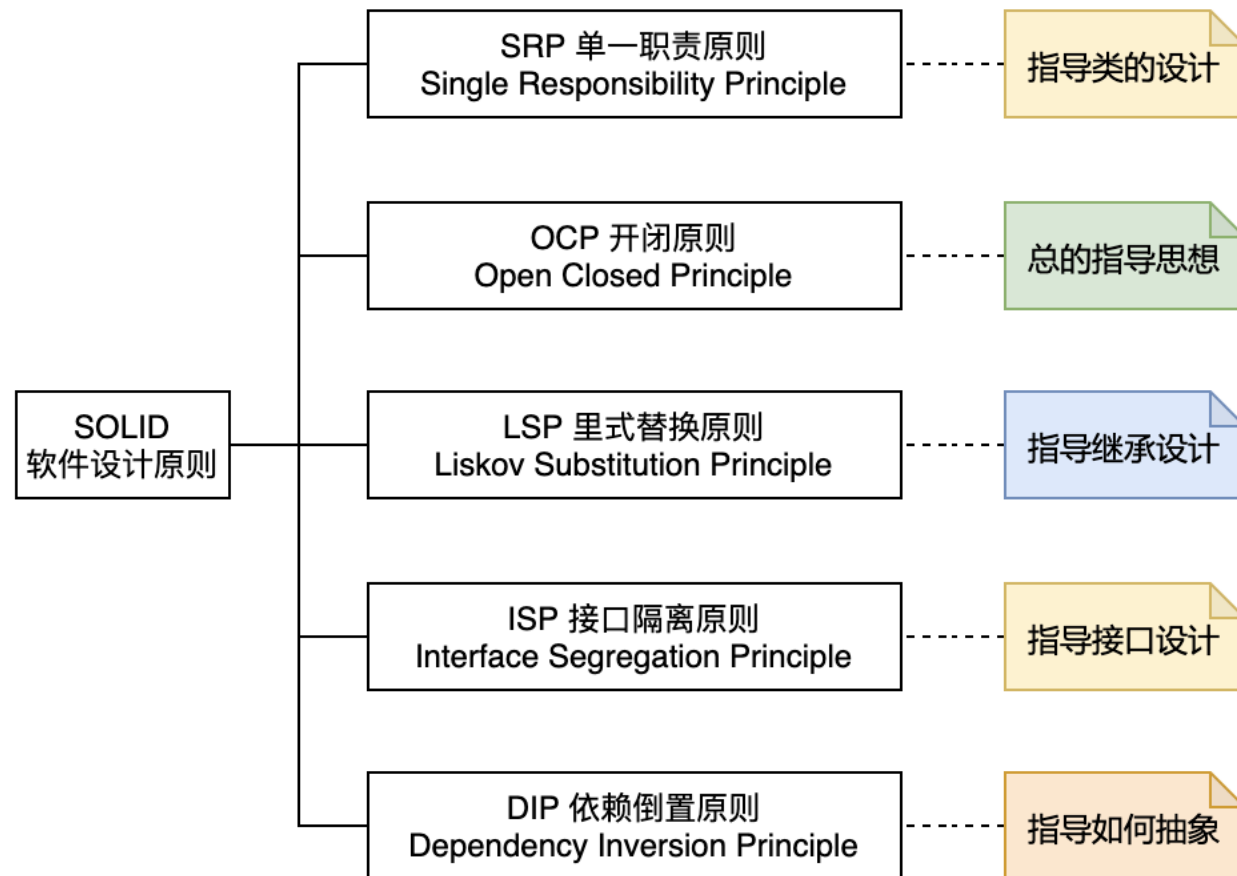 SRP 单一职责原则
Single Responsibility Principle
指导类的设计
OCP 开闭原则
Open Closed Principle
总的指导思想
SOLID
软件设计原则
LSP 里式替换原则
Liskov Substitution Principle
指导继承设计
ISP 接口隔离原则
Interface Segregation Principle
指导接口设计
DIP 依赖倒置原则
Dependency Inversion Principle
指导如何抽象